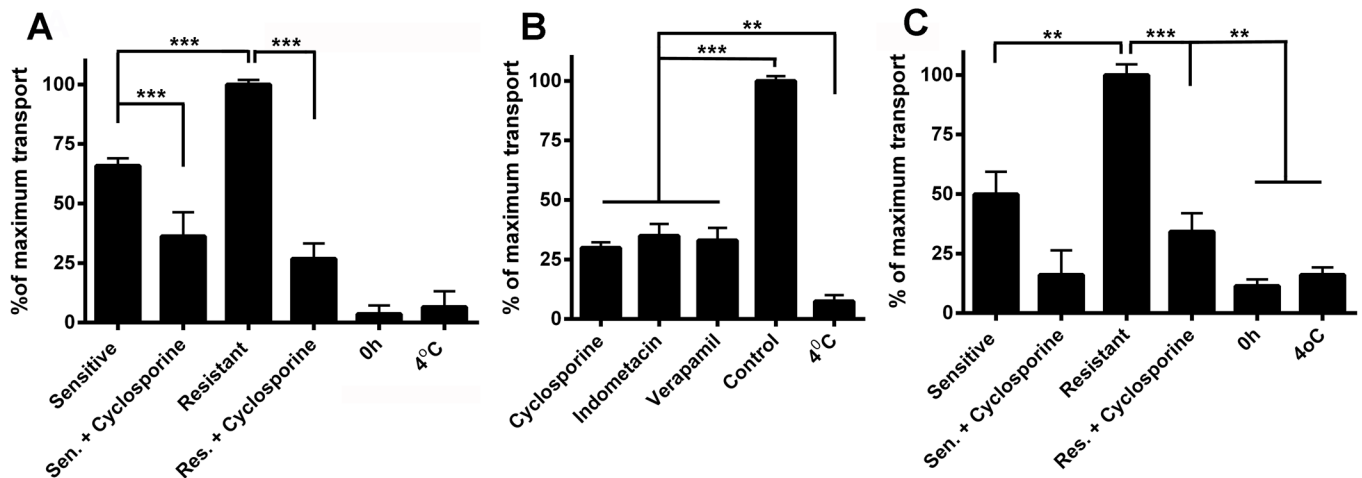 A
%of maximum transport
100
75
50
25
0
***
***
***
Sensitive
Sen. + Cyclosporine
Resistant
Res. + Cyclosporine
0h
4⁰C
B
% of maximum transport
100
75
50
25
0
**
***
Cyclosporine
Indometacin
Verapamil
Control
4⁰C
C
% of maximum transport
100
75
50
25
0
**
***
**
Sensitive
Sen. + Cyclosporine
Resistant
Res. + Cyclosporine
0h
4oC